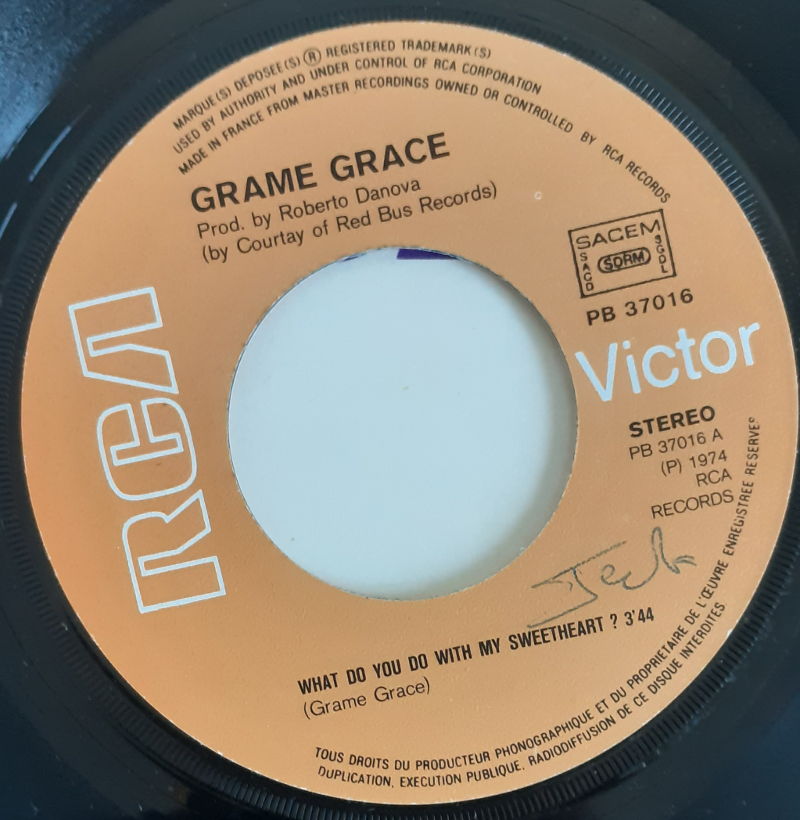 MARQUE(S) DEPOSEE(S) ® REGISTERED TRADEMARK(S)
USED BY AUTHORITY AND UNDER CONTROL OF RCA CORPORATION
MADE IN FRANCE FROM MASTER RECORDINGS OWNED OR CONTROLLED BY RCA RECORDS
GRAME GRACE
Prod. by Roberto Danova
(by Courtay of Red Bus Records)
SACEM
SACD
SDRM
SGDL
PB 37016
RCA
Victor
STEREO
PB 37016 A
(P) 1974
RCA
RECORDS
WHAT DO YOU DO WITH MY SWEETHEART ? 3'44
(Grame Grace)
TOUS DROITS DU PRODUCTEUR PHONOGRAPHIQUE ET DU PROPRIETAIRE DE L'ŒUVRE ENREGISTREE RESERVES
DUPLICATION, EXECUTION PUBLIQUE, RADIODIFFUSION DE CE DISQUE INTERDITES